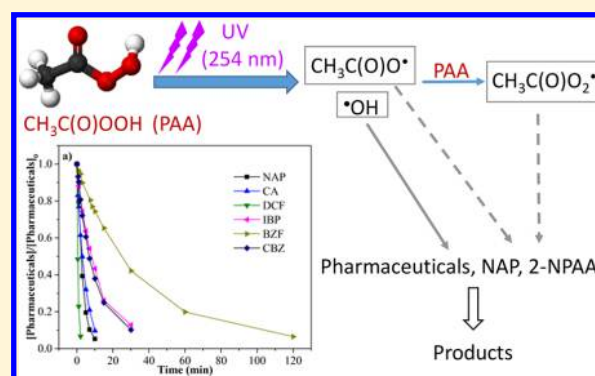 UV
(254 nm)
CH₃C(O)OOH (PAA)
CH₃C(O)O•
•OH
PAA
CH₃C(O)O₂•
a)
NAP
CA
DCF
IBP
BZF
CBZ
[Pharmaceuticals]/[Pharmaceuticals]₀
1.0
0.8
0.6
0.4
0.2
0.0
0 20 40 60 80 100 120
Time (min)
Pharmaceuticals, NAP, 2-NPAA
Products